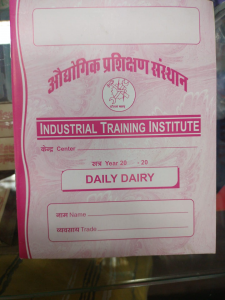 औद्योगिक प्रशिक्षण संस्थान
INDUSTRIAL TRAINING INSTITUTE
केन्द्र Center
सत्र Year 20 - 20
DAILY DAIRY
नाम Name
व्यवसाय Trade